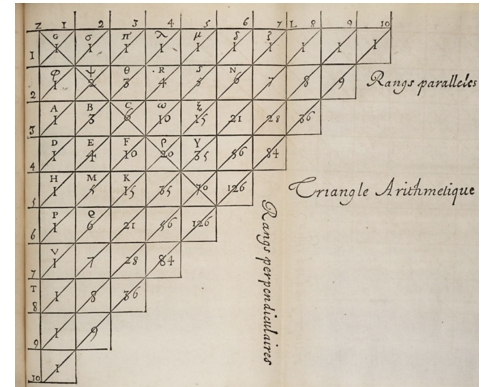 Z 1 2 3 4 5 6 7 L 8 9 10
G σ π λ μ δ ζ
1 1 1 1 1 1 1 1 1 1 1
φ ψ θ R S N
2 1 2 3 4 5 6 7 8 9 Rangs paralleles
A B C ω ξ
3 1 3 6 10 15 21 28 36
D E F ρ Y
4 1 4 10 20 35 56 84
H M K
5 1 5 15 35 70 126 Triangle Arithmetique
P Q
6 1 6 21 56 126
V
7 1 7 28 84
T
8 1 8 36
9 1 9
10 1
Rangs perpendiculaires